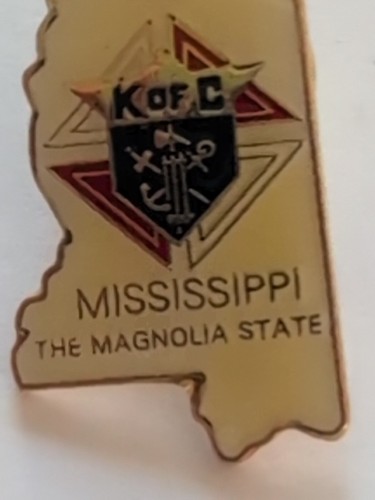 K OF C
MISSISSIPPI
THE MAGNOLIA STATE